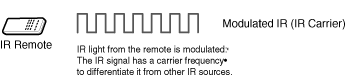 Modulated IR (IR Carrier)
IR Remote
IR light from the remote is modulated.
The IR signal has a carrier frequency
to differentiate it from other IR sources.